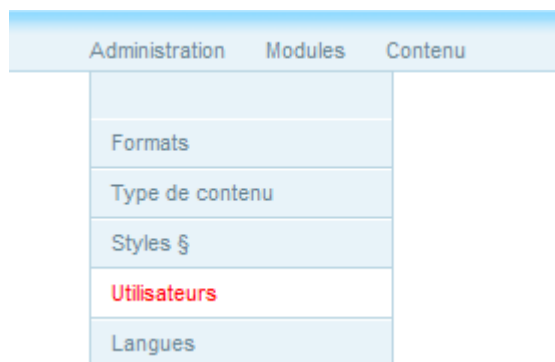 Administration Modules Contenu
Formats
Type de contenu
Styles §
Utilisateurs
Langues